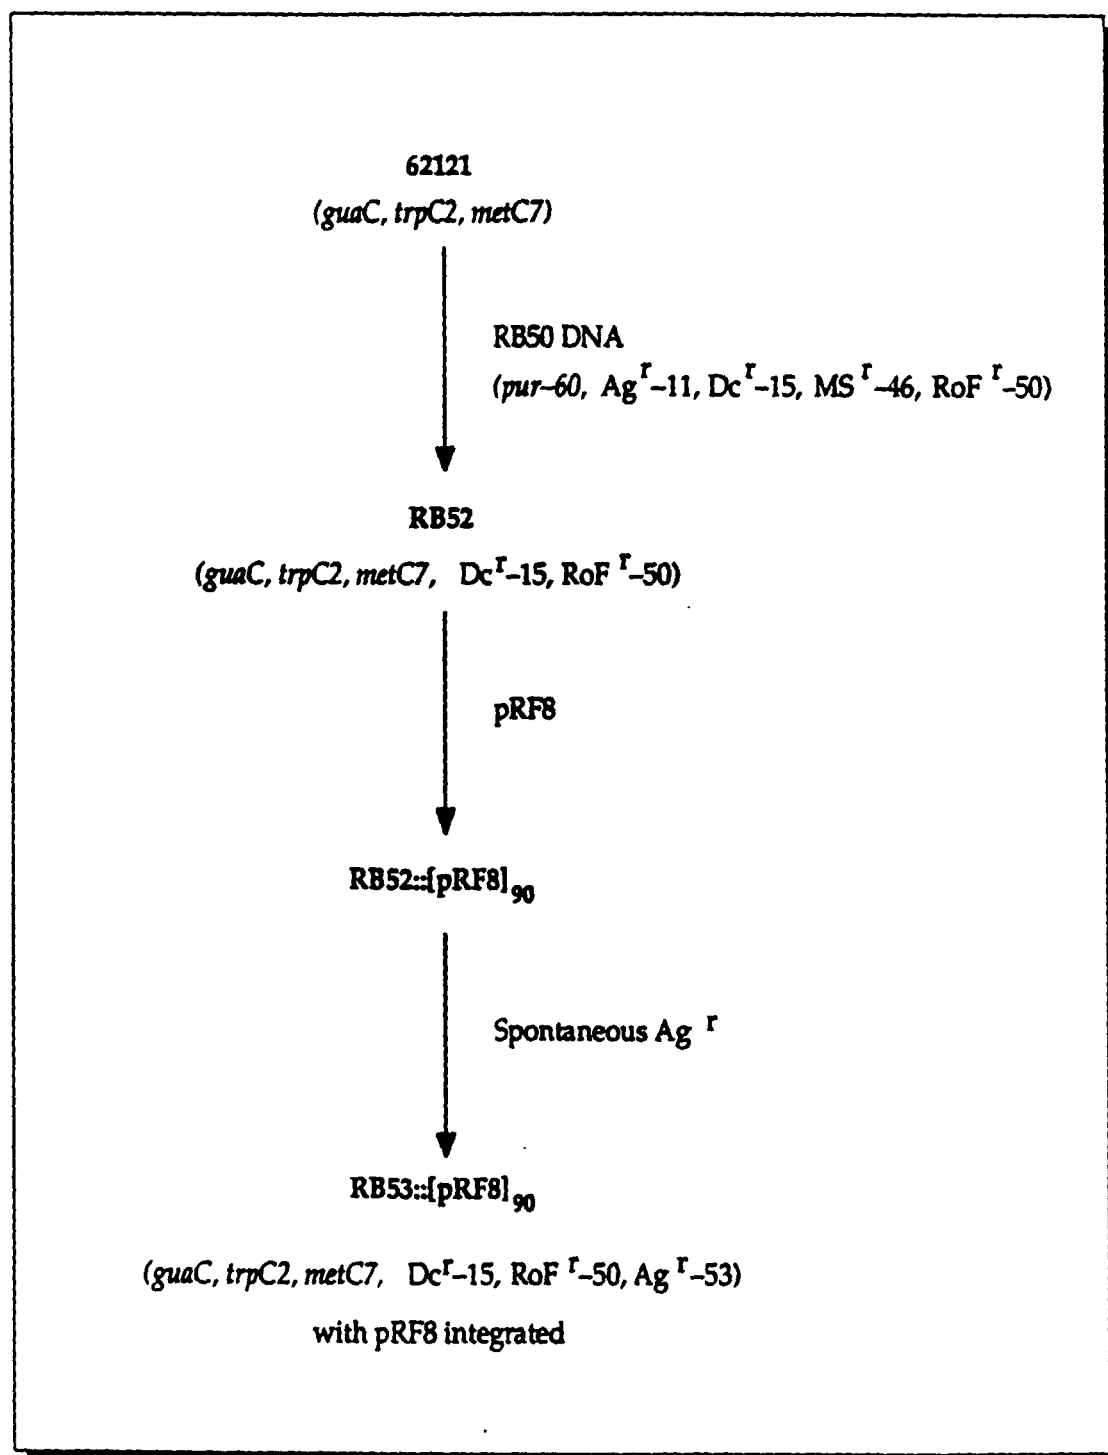 62121
(guaC, trpC2, metC7)
RB50 DNA
(pur–60, Ag r–11, Dc r–15, MS r–46, RoF r–50)
RB52
(guaC, trpC2, metC7, Dc r–15, RoF r–50)
pRF8
RB52::[pRF8]90
Spontaneous Ag r
RB53::[pRF8]90
(guaC, trpC2, metC7, Dc r–15, RoF r–50, Ag r–53)
with pRF8 integrated